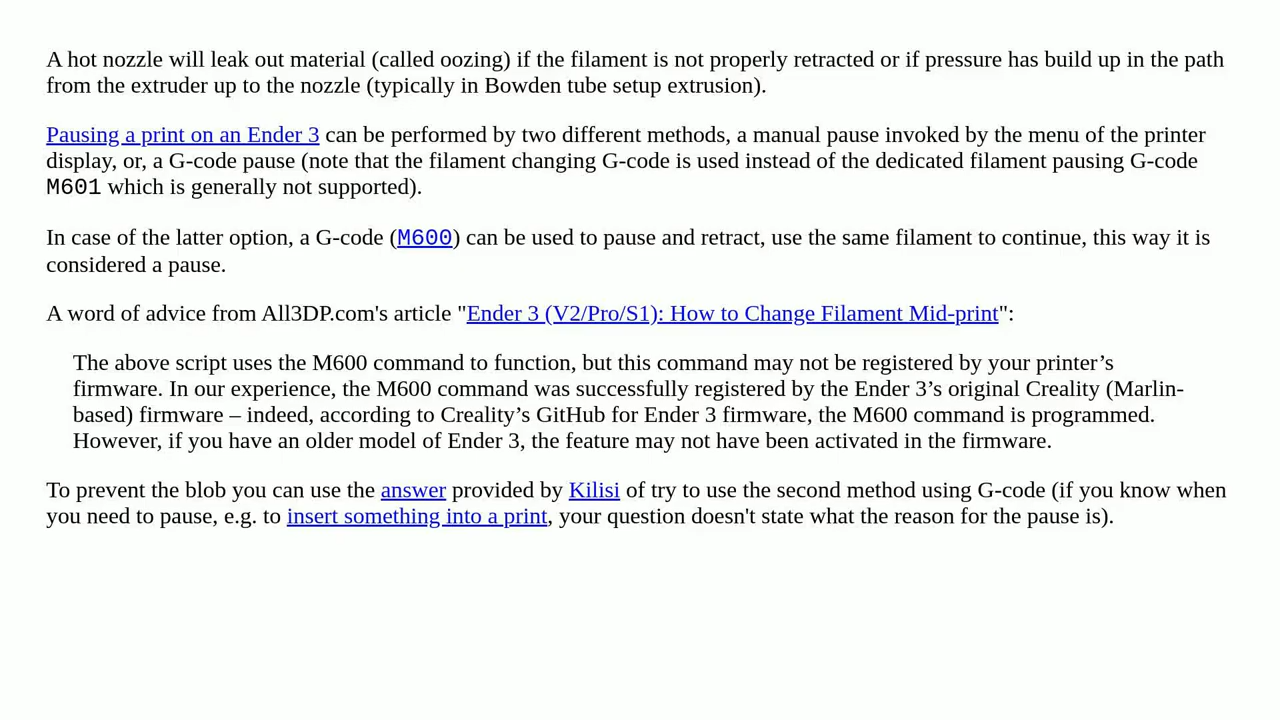 A hot nozzle will leak out material (called oozing) if the filament is not properly retracted or if pressure has build up in the path
from the extruder up to the nozzle (typically in Bowden tube setup extrusion).
Pausing a print on an Ender 3 can be performed by two different methods, a manual pause invoked by the menu of the printer
display, or, a G-code pause (note that the filament changing G-code is used instead of the dedicated filament pausing G-code
M601 which is generally not supported).
In case of the latter option, a G-code (M600) can be used to pause and retract, use the same filament to continue, this way it is
considered a pause.
A word of advice from All3DP.com's article "Ender 3 (V2/Pro/S1): How to Change Filament Mid-print":
The above script uses the M600 command to function, but this command may not be registered by your printer’s
firmware. In our experience, the M600 command was successfully registered by the Ender 3’s original Creality (Marlin-
based) firmware – indeed, according to Creality’s GitHub for Ender 3 firmware, the M600 command is programmed.
However, if you have an older model of Ender 3, the feature may not have been activated in the firmware.
To prevent the blob you can use the answer provided by Kilisi of try to use the second method using G-code (if you know when
you need to pause, e.g. to insert something into a print, your question doesn't state what the reason for the pause is).